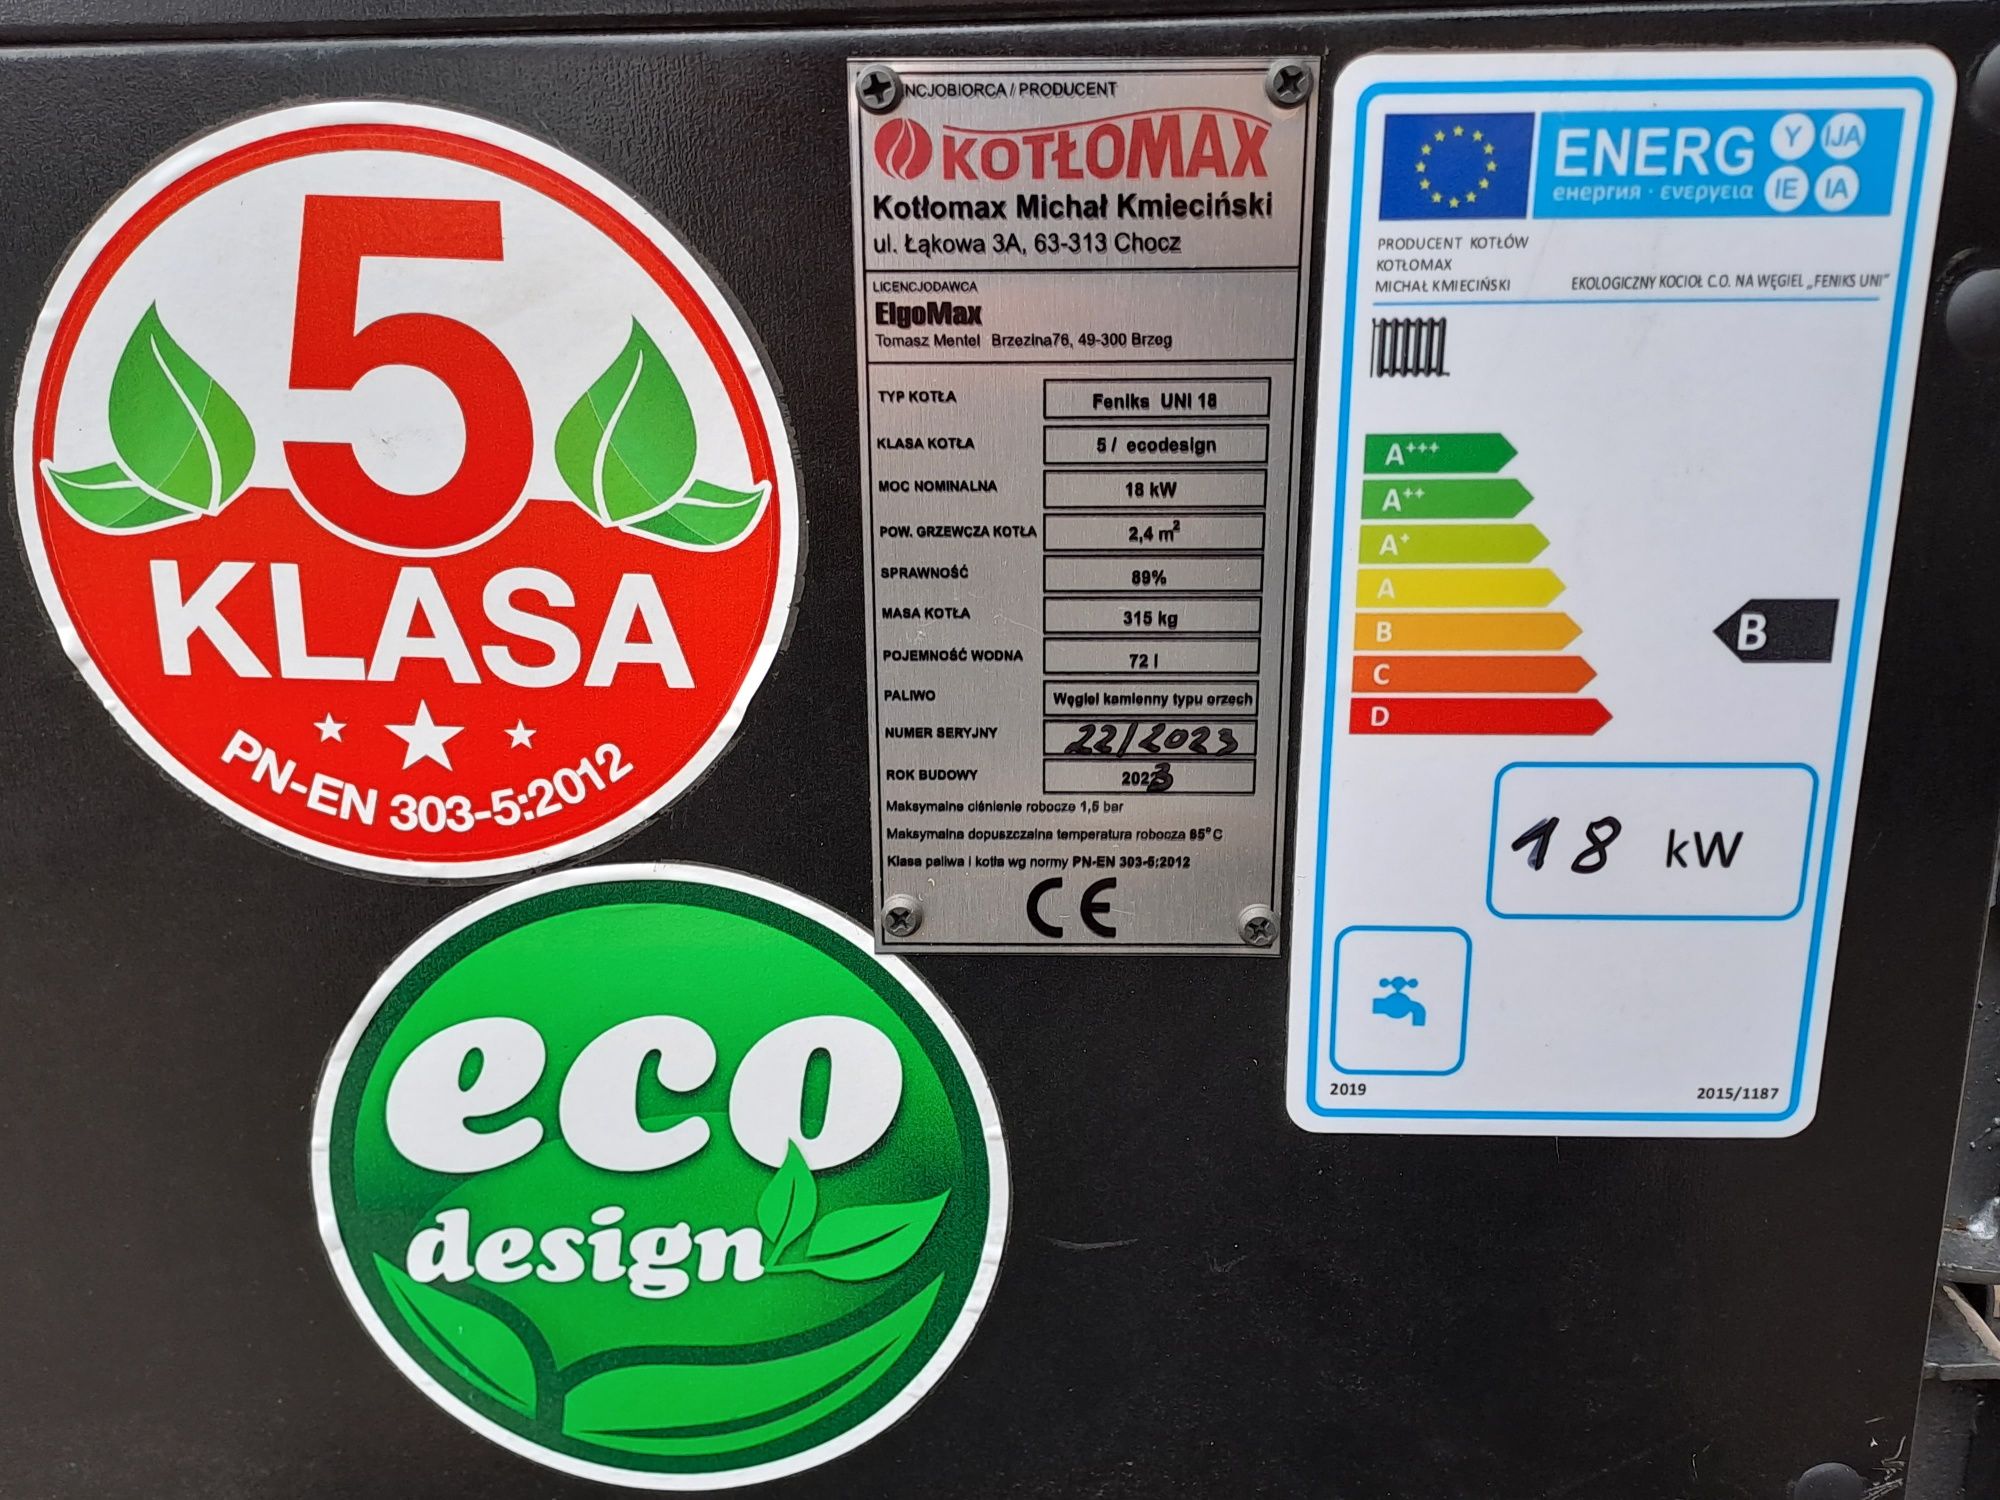 5
KLASA
PN-EN 303-5:2012
eco
design
NCJOBIORCA / PRODUCENT
KOTŁOMAX
Kotłomax Michał Kmieciński
ul. Łąkowa 3A, 63-313 Chocz
LICENCJODAWCA
ElgoMax
Tomasz Mentel Brzezina76, 49-300 Brzeg
TYP KOTŁA Feniks UNI 18
KLASA KOTŁA 5 / ecodesign
MOC NOMINALNA 18 kW
POW. GRZEWCZA KOTŁA 2,4 m²
SPRAWNOŚĆ 89%
MASA KOTŁA 315 kg
POJEMNOŚĆ WODNA 72 l
PALIWO Węgiel kamienny typu orzech
NUMER SERYJNY 22/2023
ROK BUDOWY 2023
Maksymalne ciśnienie robocze 1,5 bar
Maksymalna dopuszczalna temperatura robocza 85°C
Klasa paliwa i kotła wg normy PN-EN 303-5:2012
CE
ENERG Y IJA
енергия · ενεργεια IE IA
PRODUCENT KOTŁÓW
KOTŁOMAX
MICHAŁ KMIECIŃSKI
EKOLOGICZNY KOCIOŁ C.O. NA WĘGIEL „FENIKS UNI”
A+++
A++
A+
A
B
B
C
D
18 kW
2019
2015/1187